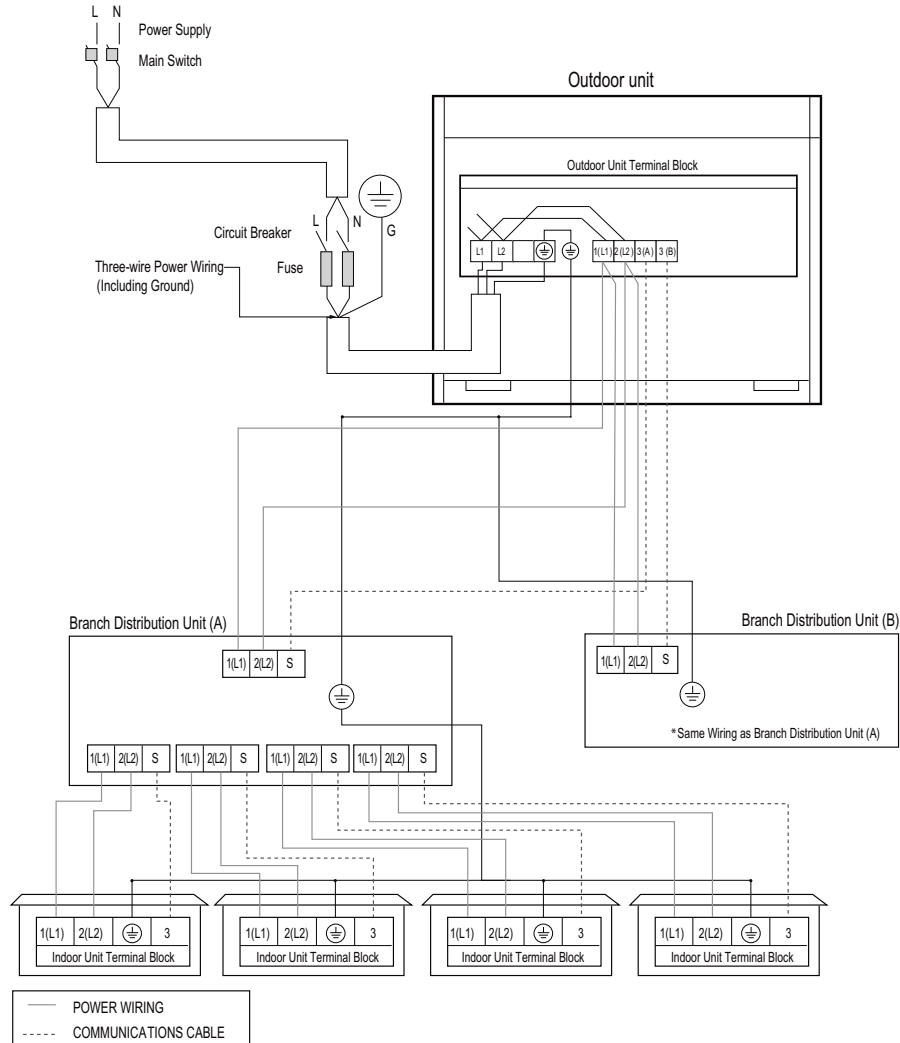 L N
Power Supply
Main Switch
Outdoor unit
Outdoor Unit Terminal Block
L N
G
Circuit Breaker
Three-wire Power Wiring
(Including Ground)
Fuse
L1 L2 1(L1) 2(L2) 3(A) 3(B)
Branch Distribution Unit (A)
1(L1) 2(L2) S
Branch Distribution Unit (B)
1(L1) 2(L2) S
*Same Wiring as Branch Distribution Unit (A)
1(L1) 2(L2) S 1(L1) 2(L2) S 1(L1) 2(L2) S 1(L1) 2(L2) S
1(L1) 2(L2) 3
Indoor Unit Terminal Block
1(L1) 2(L2) 3
Indoor Unit Terminal Block
1(L1) 2(L2) 3
Indoor Unit Terminal Block
1(L1) 2(L2) 3
Indoor Unit Terminal Block
POWER WIRING
COMMUNICATIONS CABLE